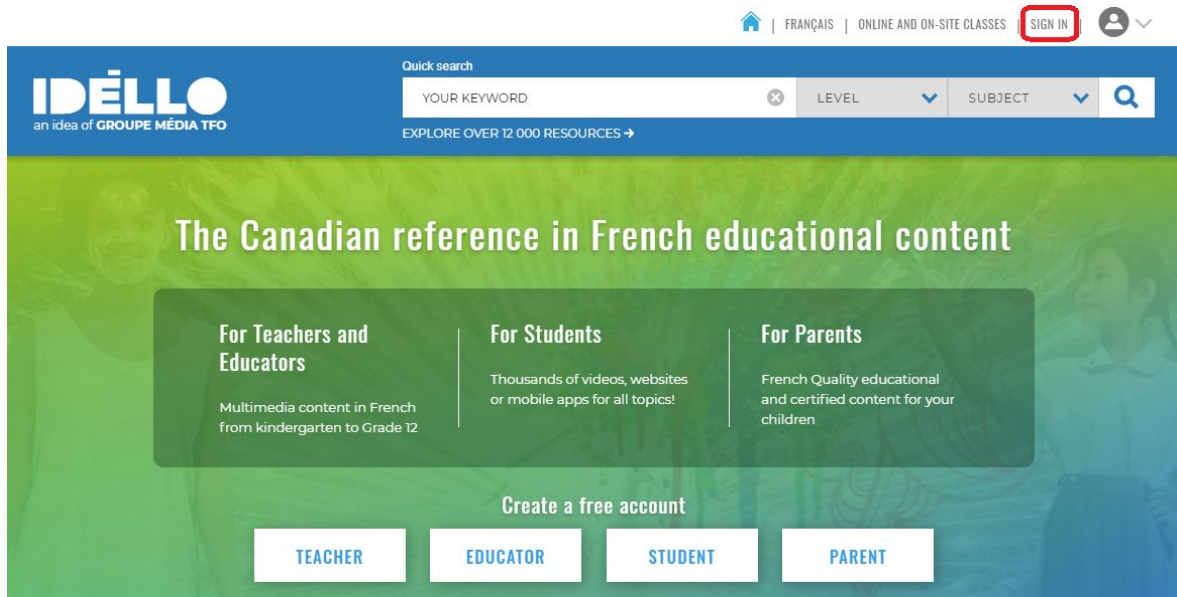 | FRANÇAIS | ONLINE AND ON-SITE CLASSES | SIGN IN |
IDÉLLO
an idea of GROUPE MÉDIA TFO
Quick search
YOUR KEYWORD
LEVEL
SUBJECT
EXPLORE OVER 12 000 RESOURCES →
The Canadian reference in French educational content
For Teachers and
Educators
Multimedia content in French
from kindergarten to Grade 12
For Students
Thousands of videos, websites
or mobile apps for all topics!
For Parents
French Quality educational
and certified content for your
children
Create a free account
TEACHER
EDUCATOR
STUDENT
PARENT